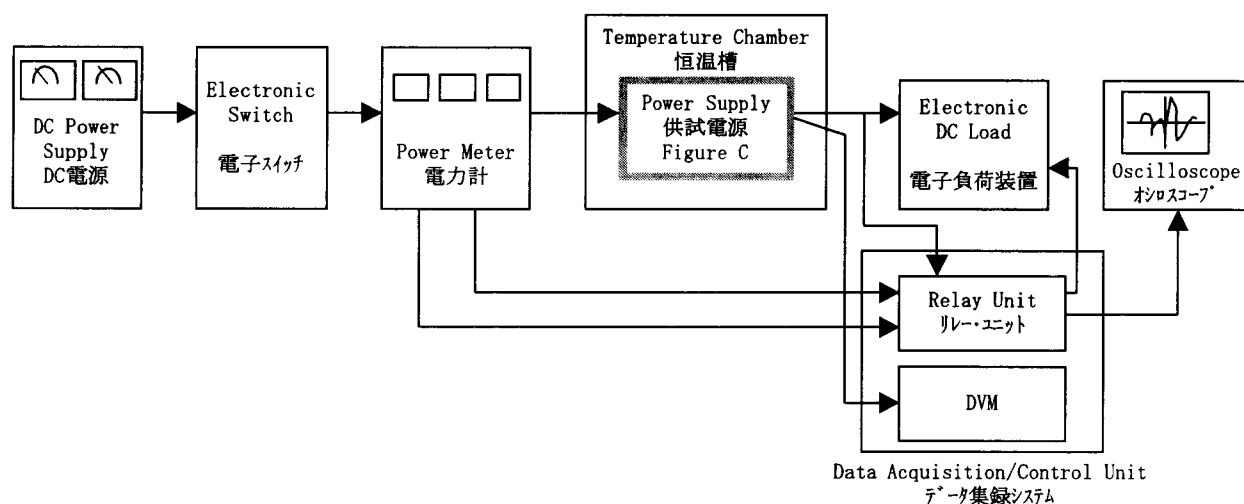 DC Power
Supply
DC電源
Electronic
Switch
電子スイッチ
Power Meter
電力計
Temperature Chamber
恒温槽
Power Supply
供試電源
Figure C
Electronic
DC Load
電子負荷装置
Oscilloscope
オシロスコープ
Relay Unit
リレー・ユニット
DVM
Data Acquisition/Control Unit
データ集録システム